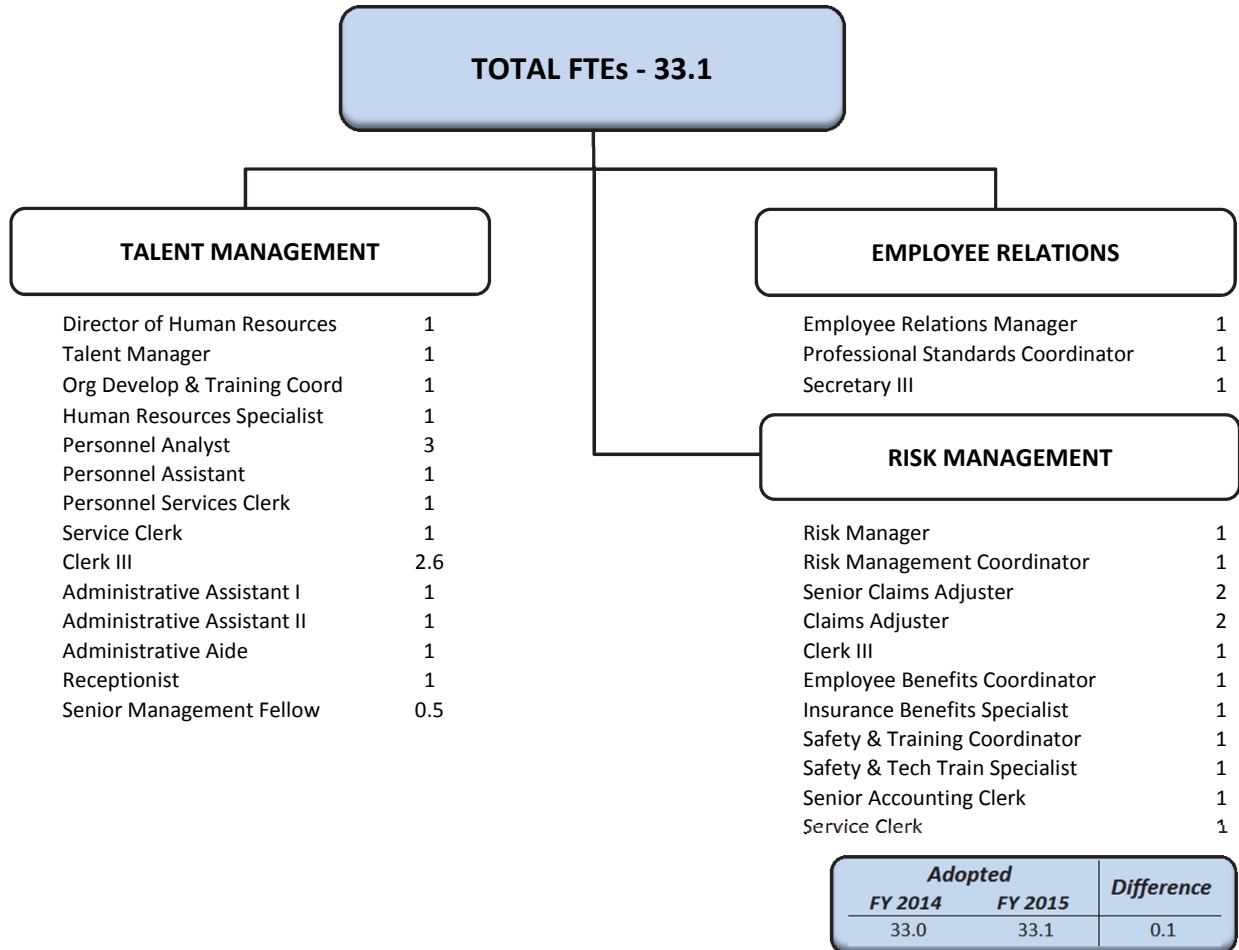 TOTAL FTEs - 33.1
TALENT MANAGEMENT
Director of Human Resources 1
Talent Manager 1
Org Develop & Training Coord 1
Human Resources Specialist 1
Personnel Analyst 3
Personnel Assistant 1
Personnel Services Clerk 1
Service Clerk 1
Clerk III 2.6
Administrative Assistant I 1
Administrative Assistant II 1
Administrative Aide 1
Receptionist 1
Senior Management Fellow 0.5
EMPLOYEE RELATIONS
Employee Relations Manager 1
Professional Standards Coordinator 1
Secretary III 1
RISK MANAGEMENT
Risk Manager 1
Risk Management Coordinator 1
Senior Claims Adjuster 2
Claims Adjuster 2
Clerk III 1
Employee Benefits Coordinator 1
Insurance Benefits Specialist 1
Safety & Training Coordinator 1
Safety & Tech Train Specialist 1
Senior Accounting Clerk 1
Service Clerk 1
Adopted Difference
FY 2014 FY 2015
33.0 33.1 0.1